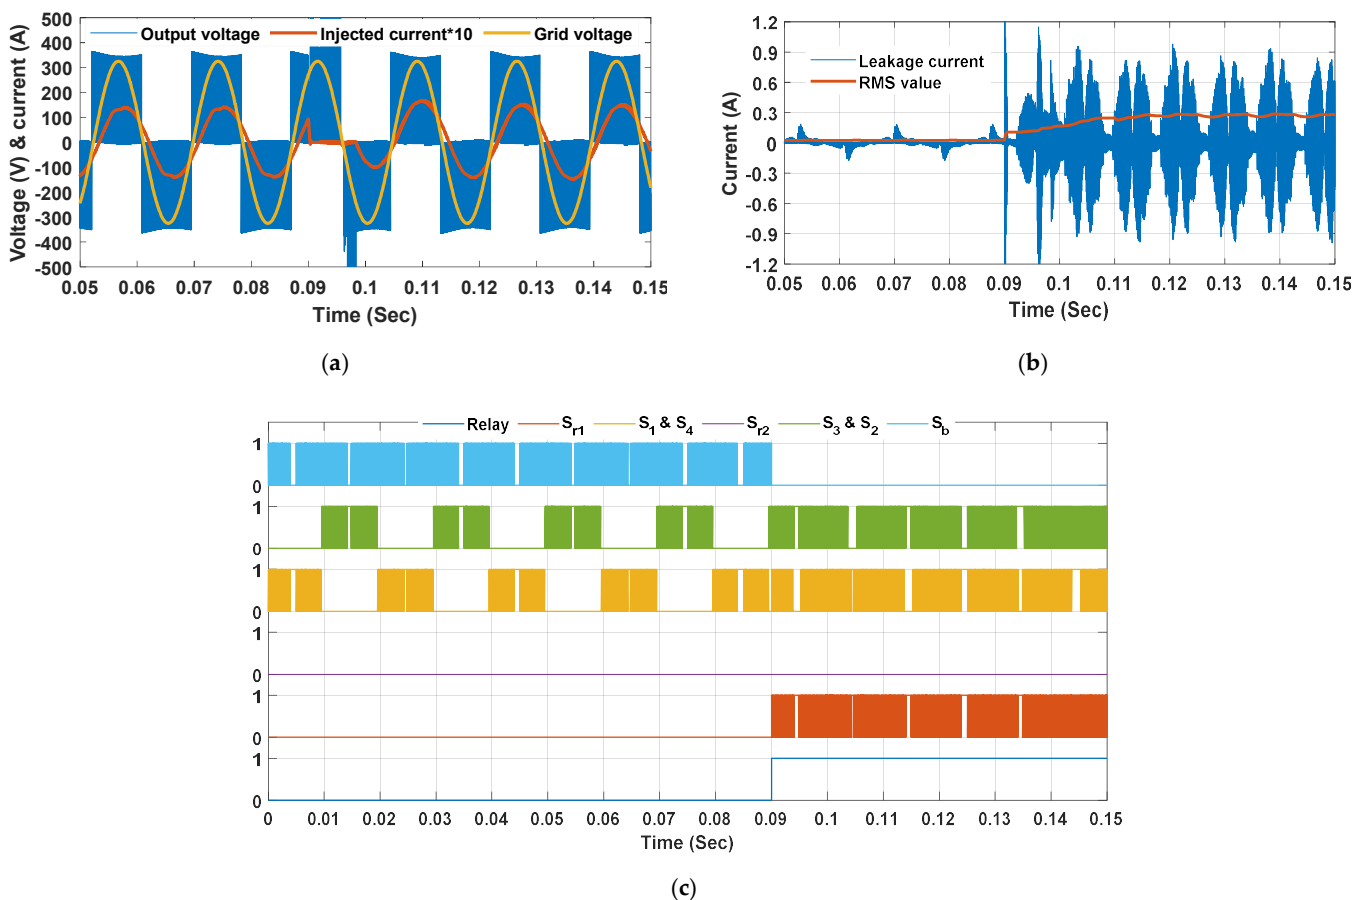 Output voltage Injected current*10 Grid voltage
500
400
300
200
100
0
-100
-200
-300
-400
-500
Voltage (V) & current (A)
0.05 0.06 0.07 0.08 0.09 0.1 0.11 0.12 0.13 0.14 0.15
Time (Sec)
(a)
Leakage current
RMS value
1.2
0.9
0.6
0.3
0
-0.3
-0.6
-0.9
-1.2
Current (A)
0.05 0.06 0.07 0.08 0.09 0.1 0.11 0.12 0.13 0.14 0.15
Time (Sec)
(b)
Relay Sr1 S1 & S4 Sr2 S3 & S2 Sb
1
0
1
0
1
0
1
0
1
0
1
0
0 0.01 0.02 0.03 0.04 0.05 0.06 0.07 0.08 0.09 0.1 0.11 0.12 0.13 0.14 0.15
Time (Sec)
(c)